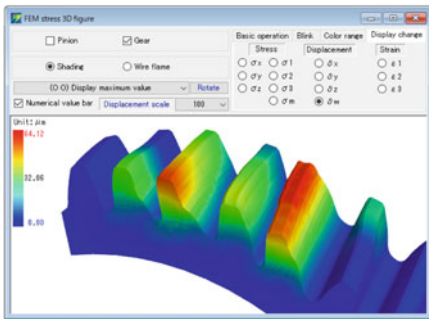 FEM stress 3D figure
Basic operation Blink Color range Display change
Pinion Gear
Stress Displacement Strain
σx σ1 δx ε1
Shading Wire flame
σy σ2 δy ε2
(O O) Display maximum value Rotate
σz σ3 δz ε3
Numerical value bar Displacement scale 100
σm δM
Unit:μm
64.12
32.06
0.00